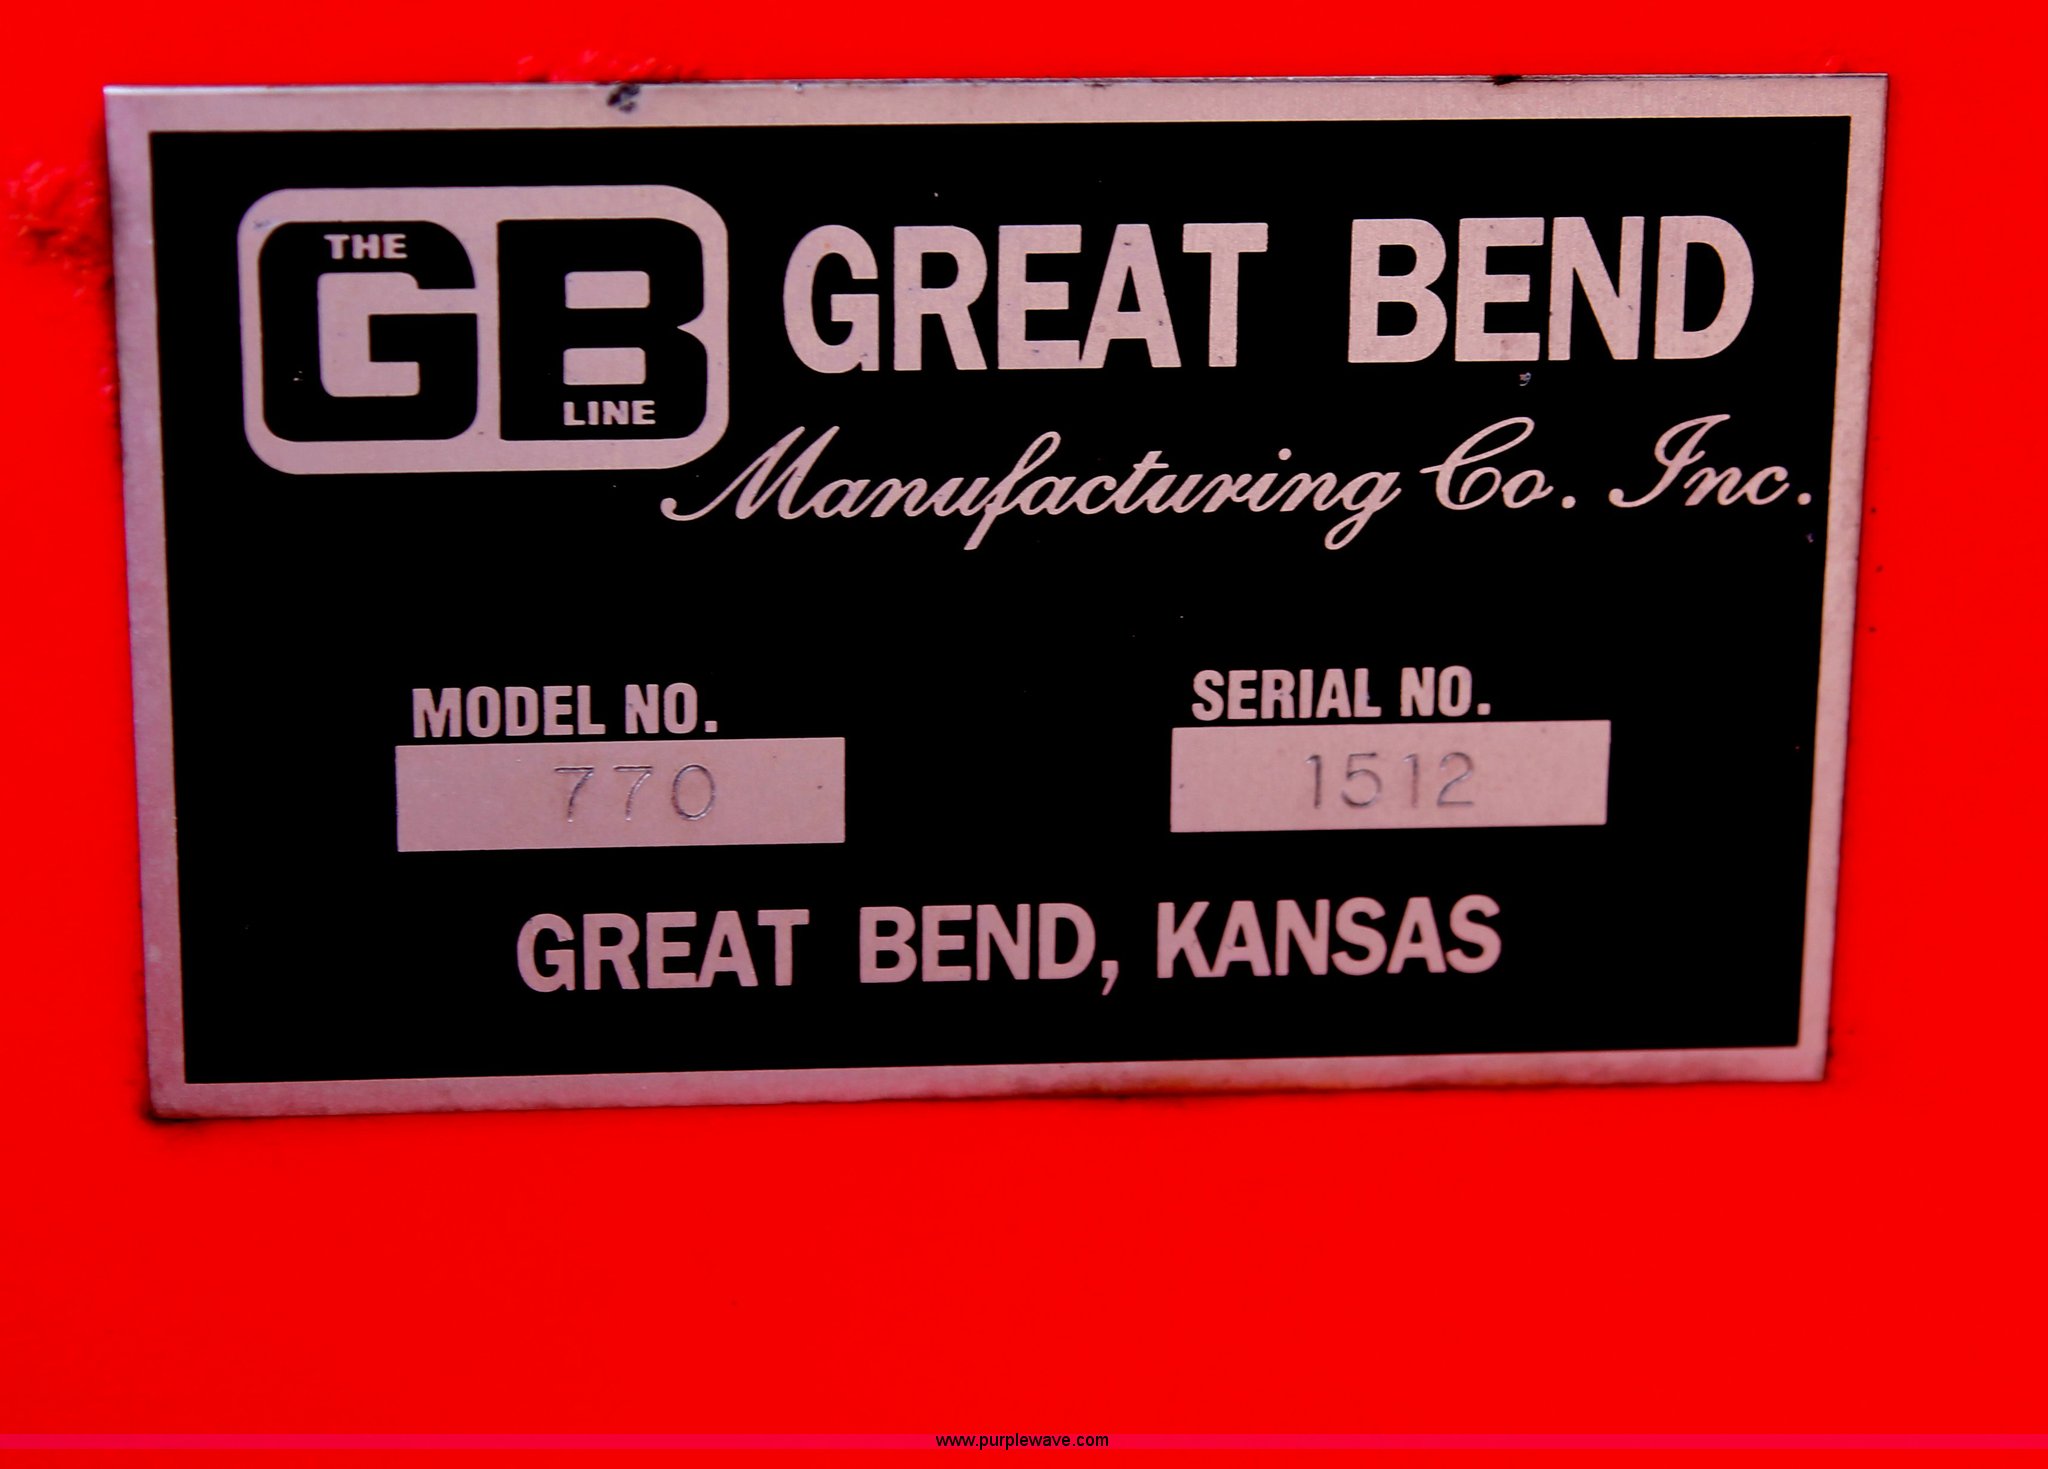 THE
GB
LINE
GREAT BEND
Manufacturing Co. Inc.
MODEL NO.
770
SERIAL NO.
1512
GREAT BEND, KANSAS
www.purplewave.com